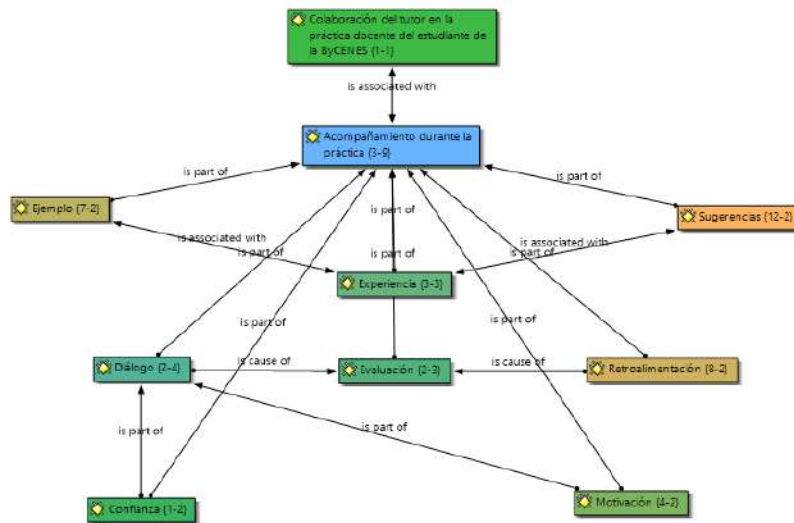 Colaboración del tutor en la
práctica docente del estudiante de
la ByCENES {1-1}
is associated with
Acompañamiento durante la
práctica {3-9}
is part of
is part of
Ejemplo {7-2}
is part of
Sugerencias {12-2}
is associated with
is part of
is part of
is associated with
is part of
Experiencia {3-3}
is part of
is part of
Diálogo {2-4}
is cause of
Evaluación {2-3}
is cause of
Retroalimentación {8-2}
is part of
is part of
Confianza {1-2}
Motivación {4-2}